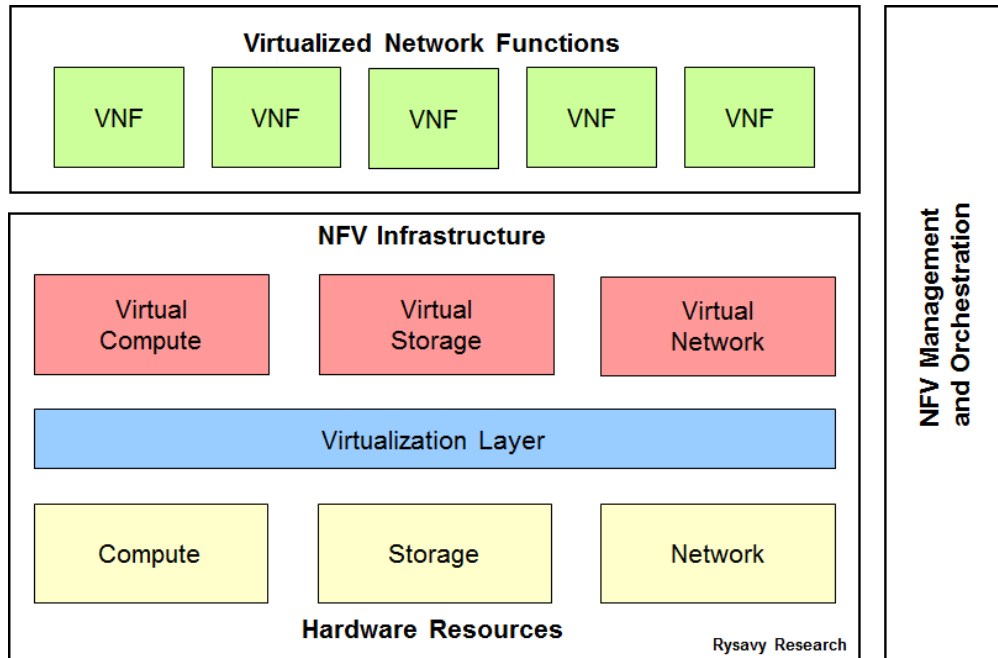 Virtualized Network Functions
VNF VNF VNF VNF VNF
NFV Infrastructure
Virtual Compute
Virtual Storage
Virtual Network
Virtualization Layer
Compute Storage Network
Hardware Resources
Rysavy Research
NFV Management
and Orchestration